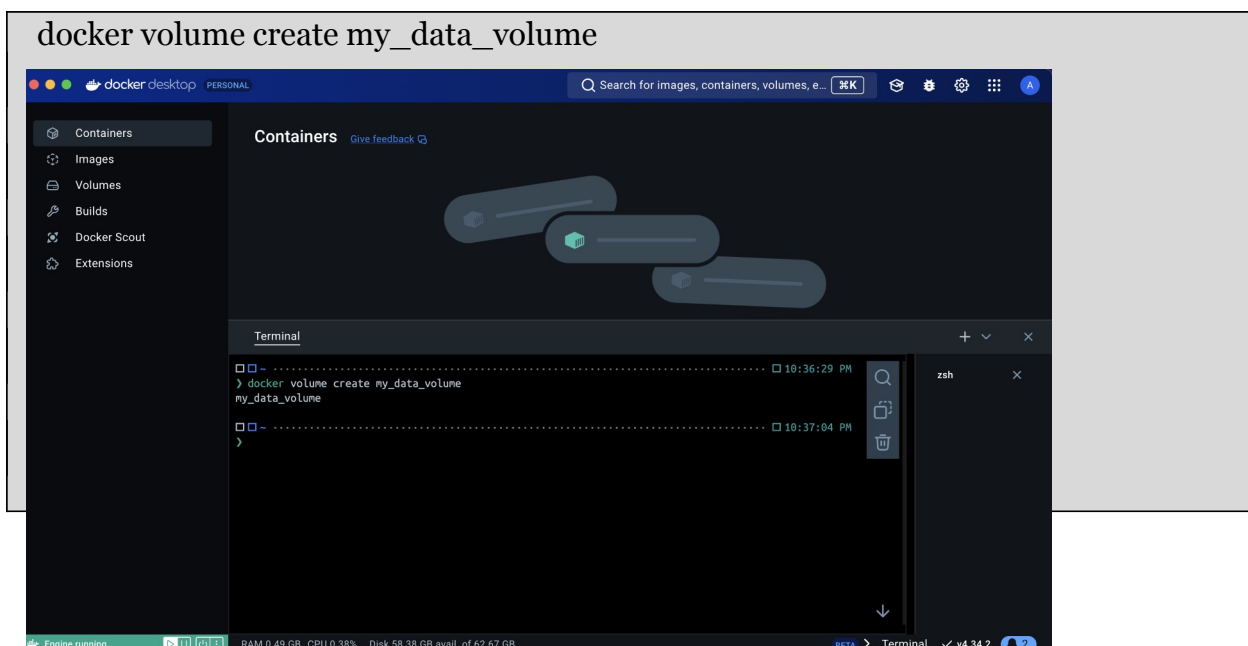 docker volume create my_data_volume
docker desktop PERSONAL
Search for images, containers, volumes, e... ⌘K
A
Containers
Images
Volumes
Builds
Docker Scout
Extensions
Containers Give feedback
Terminal
~ 10:36:29 PM
❯ docker volume create my_data_volume
my_data_volume
~ 10:37:04 PM
❯
zsh
Engine running
RAM 0.49 GB CPU 0.38% Disk 58.38 GB avail. of 62.67 GB
BETA Terminal v4.34.2 2